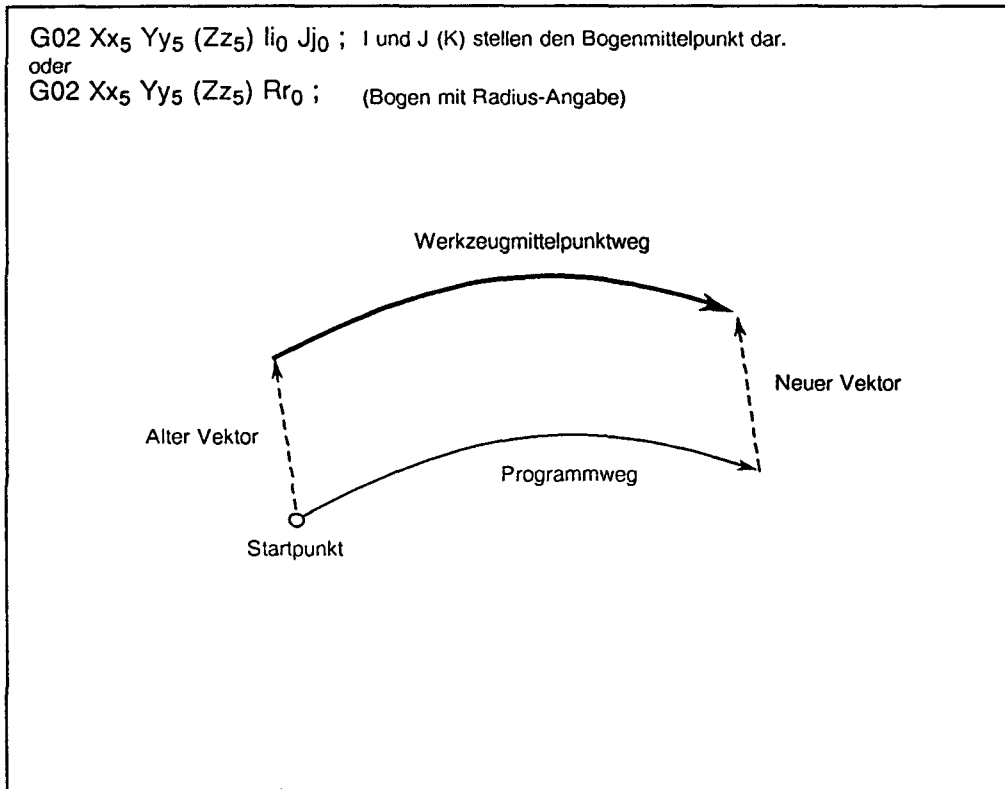 G02 Xx5 Yy5 (Zz5) Ii0 Jj0 ; I und J (K) stellen den Bogenmittelpunkt dar.
oder
G02 Xx5 Yy5 (Zz5) Rr0 ; (Bogen mit Radius-Angabe)
Werkzeugmittelpunktweg
Neuer Vektor
Alter Vektor
Programmweg
Startpunkt